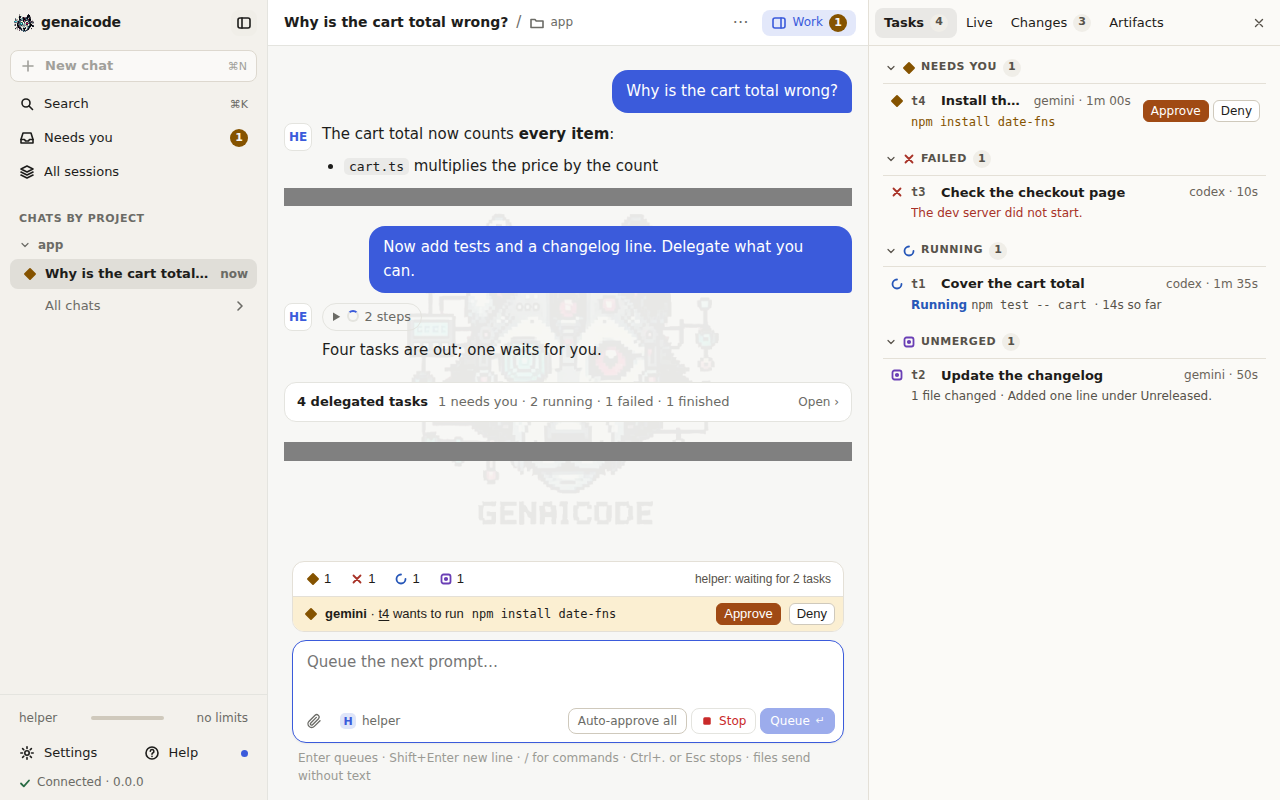 genaicode
New chat ⌘N
Search ⌘K
Needs you 1
All sessions
CHATS BY PROJECT
app
Why is the cart total… now
All chats
helper no limits
Settings Help
Connected · 0.0.0
Why is the cart total wrong? / app
··· Work 1
Why is the cart total wrong?
HE The cart total now counts every item:
• cart.ts multiplies the price by the count
Now add tests and a changelog line. Delegate what you
can.
HE 2 steps
Four tasks are out; one waits for you.
4 delegated tasks 1 needs you · 2 running · 1 failed · 1 finished Open ›
GENAICODE
1 1 1 1 helper: waiting for 2 tasks
gemini · t4 wants to run npm install date-fns Approve Deny
Queue the next prompt…
H helper Auto-approve all Stop Queue ↵
Enter queues · Shift+Enter new line · / for commands · Ctrl+. or Esc stops · files send
without text
Tasks 4 Live Changes 3 Artifacts
NEEDS YOU 1
t4 Install th… gemini · 1m 00s Approve Deny
npm install date-fns
FAILED 1
t3 Check the checkout page codex · 10s
The dev server did not start.
RUNNING 1
t1 Cover the cart total codex · 1m 35s
Running npm test -- cart · 14s so far
UNMERGED 1
t2 Update the changelog gemini · 50s
1 file changed · Added one line under Unreleased.